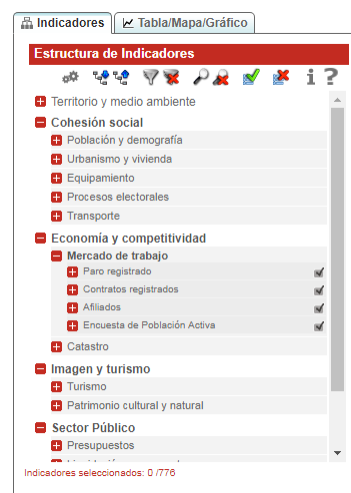 Indicadores
Tabla/Mapa/Gráfico
Estructura de Indicadores
Territorio y medio ambiente
Cohesión social
Población y demografía
Urbanismo y vivienda
Equipamiento
Procesos electorales
Transporte
Economía y competitividad
Mercado de trabajo
Paro registrado
Contratos registrados
Afiliados
Encuesta de Población Activa
Catastro
Imagen y turismo
Turismo
Patrimonio cultural y natural
Sector Público
Presupuestos
Indicadores seleccionados: 0 /776